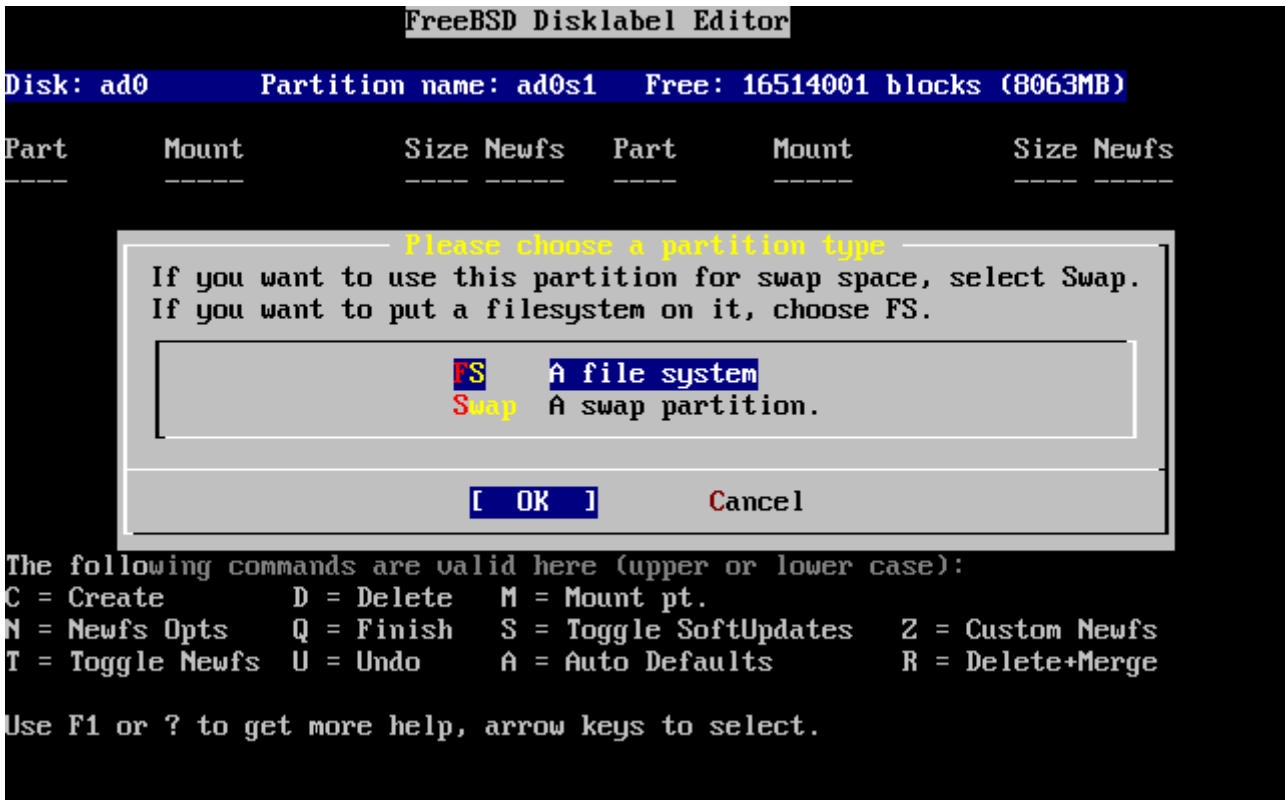 FreeBSD Disklabel Editor
Disk: ad0 Partition name: ad0s1 Free: 16514001 blocks (8063MB)
Part Mount Size Newfs Part Mount Size Newfs
---- ----- ---- ----- ---- ----- ---- -----
Please choose a partition type
If you want to use this partition for swap space, select Swap.
If you want to put a filesystem on it, choose FS.
FS A file system
Swap A swap partition.
[ OK ] Cancel
The following commands are valid here (upper or lower case):
C = Create D = Delete M = Mount pt.
N = Newfs Opts Q = Finish S = Toggle SoftUpdates Z = Custom Newfs
T = Toggle Newfs U = Undo A = Auto Defaults R = Delete+Merge
Use F1 or ? to get more help, arrow keys to select.